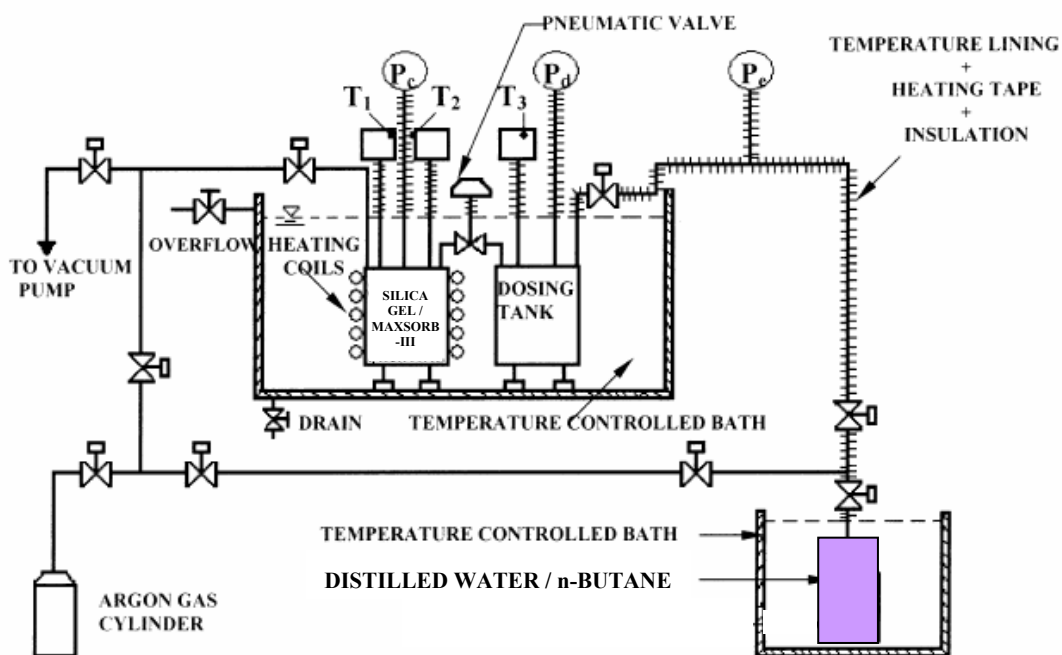 PNEUMATIC VALVE
TEMPERATURE LINING
+
HEATING TAPE
+
INSULATION
Pc
Pd
Pe
T1
T2
T3
OVERFLOW
HEATING
COILS
TO VACUUM
PUMP
SILICA
GEL /
MAXSORB
-III
DOSING
TANK
DRAIN
TEMPERATURE CONTROLLED BATH
TEMPERATURE CONTROLLED BATH
DISTILLED WATER / n-BUTANE
ARGON GAS
CYLINDER